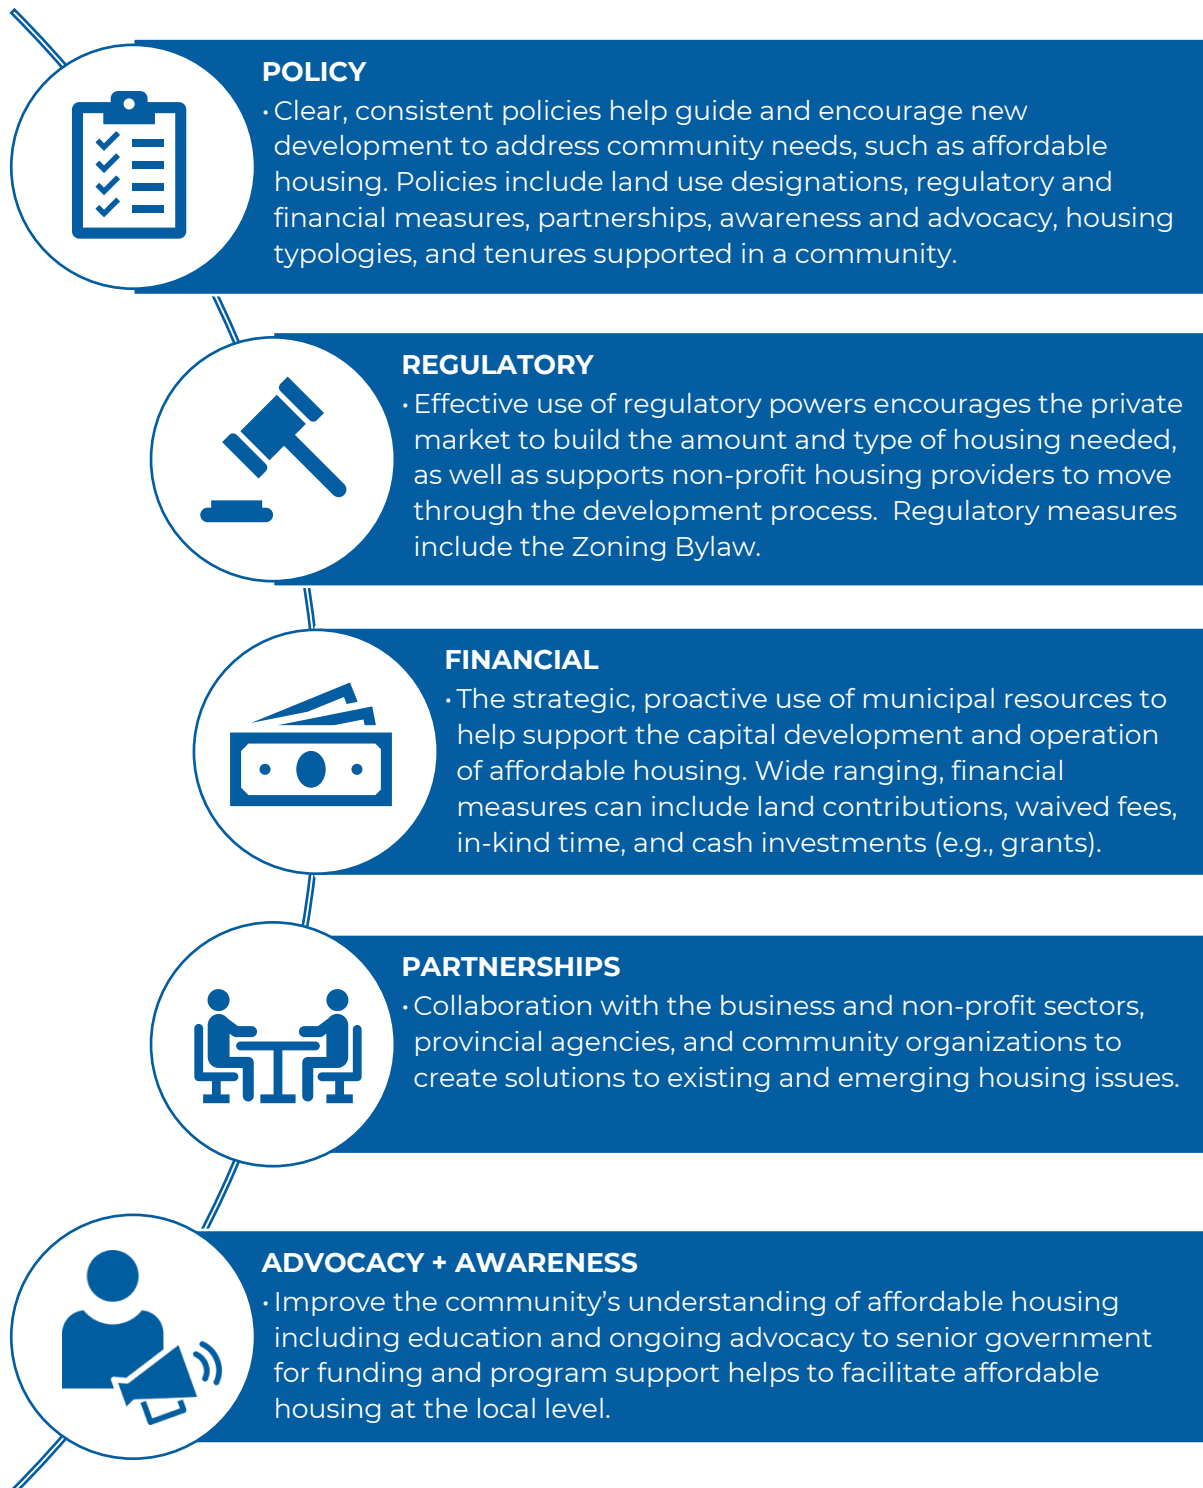 POLICY
· Clear, consistent policies help guide and encourage new
development to address community needs, such as affordable
housing. Policies include land use designations, regulatory and
financial measures, partnerships, awareness and advocacy, housing
typologies, and tenures supported in a community.
REGULATORY
· Effective use of regulatory powers encourages the private
market to build the amount and type of housing needed,
as well as supports non-profit housing providers to move
through the development process.  Regulatory measures
include the Zoning Bylaw.
FINANCIAL
· The strategic, proactive use of municipal resources to
help support the capital development and operation
of affordable housing. Wide ranging, financial
measures can include land contributions, waived fees,
in-kind time, and cash investments (e.g., grants).
PARTNERSHIPS
· Collaboration with the business and non-profit sectors,
provincial agencies, and community organizations to
create solutions to existing and emerging housing issues.
ADVOCACY + AWARENESS
· Improve the community’s understanding of affordable housing
including education and ongoing advocacy to senior government
for funding and program support helps to facilitate affordable
housing at the local level.